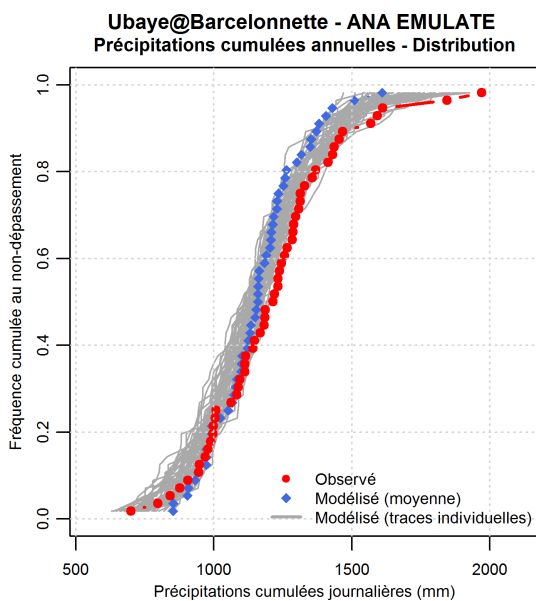 Ubaye@Barcelonnette - ANA EMULATE
Précipitations cumulées annuelles - Distribution
Fréquence cumulée au non-dépassement
1.0
0.8
0.6
0.4
0.2
0.0
Observé
Modélisé (moyenne)
Modélisé (traces individuelles)
500 1000 1500 2000
Précipitations cumulées journalières (mm)